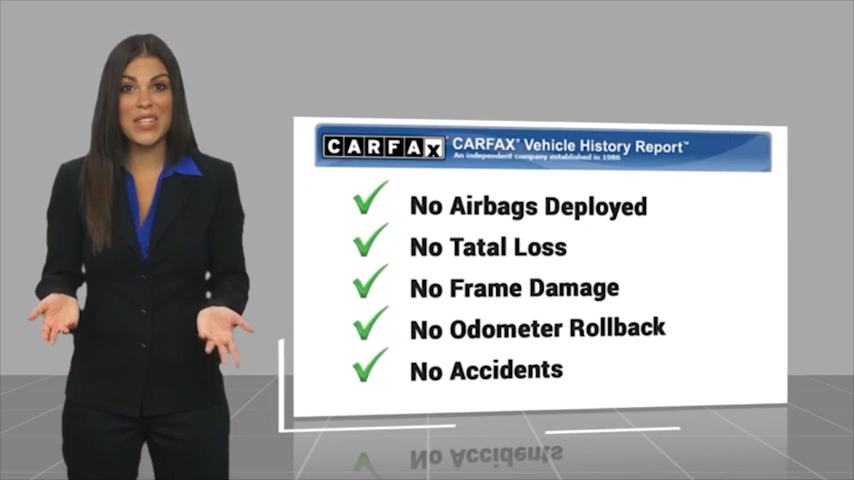 CARFAX CARFAX® Vehicle History Report™
An independent company established in 1986
No Airbags Deployed
No Tatal Loss
No Frame Damage
No Odometer Rollback
No Accidents
No Accidents